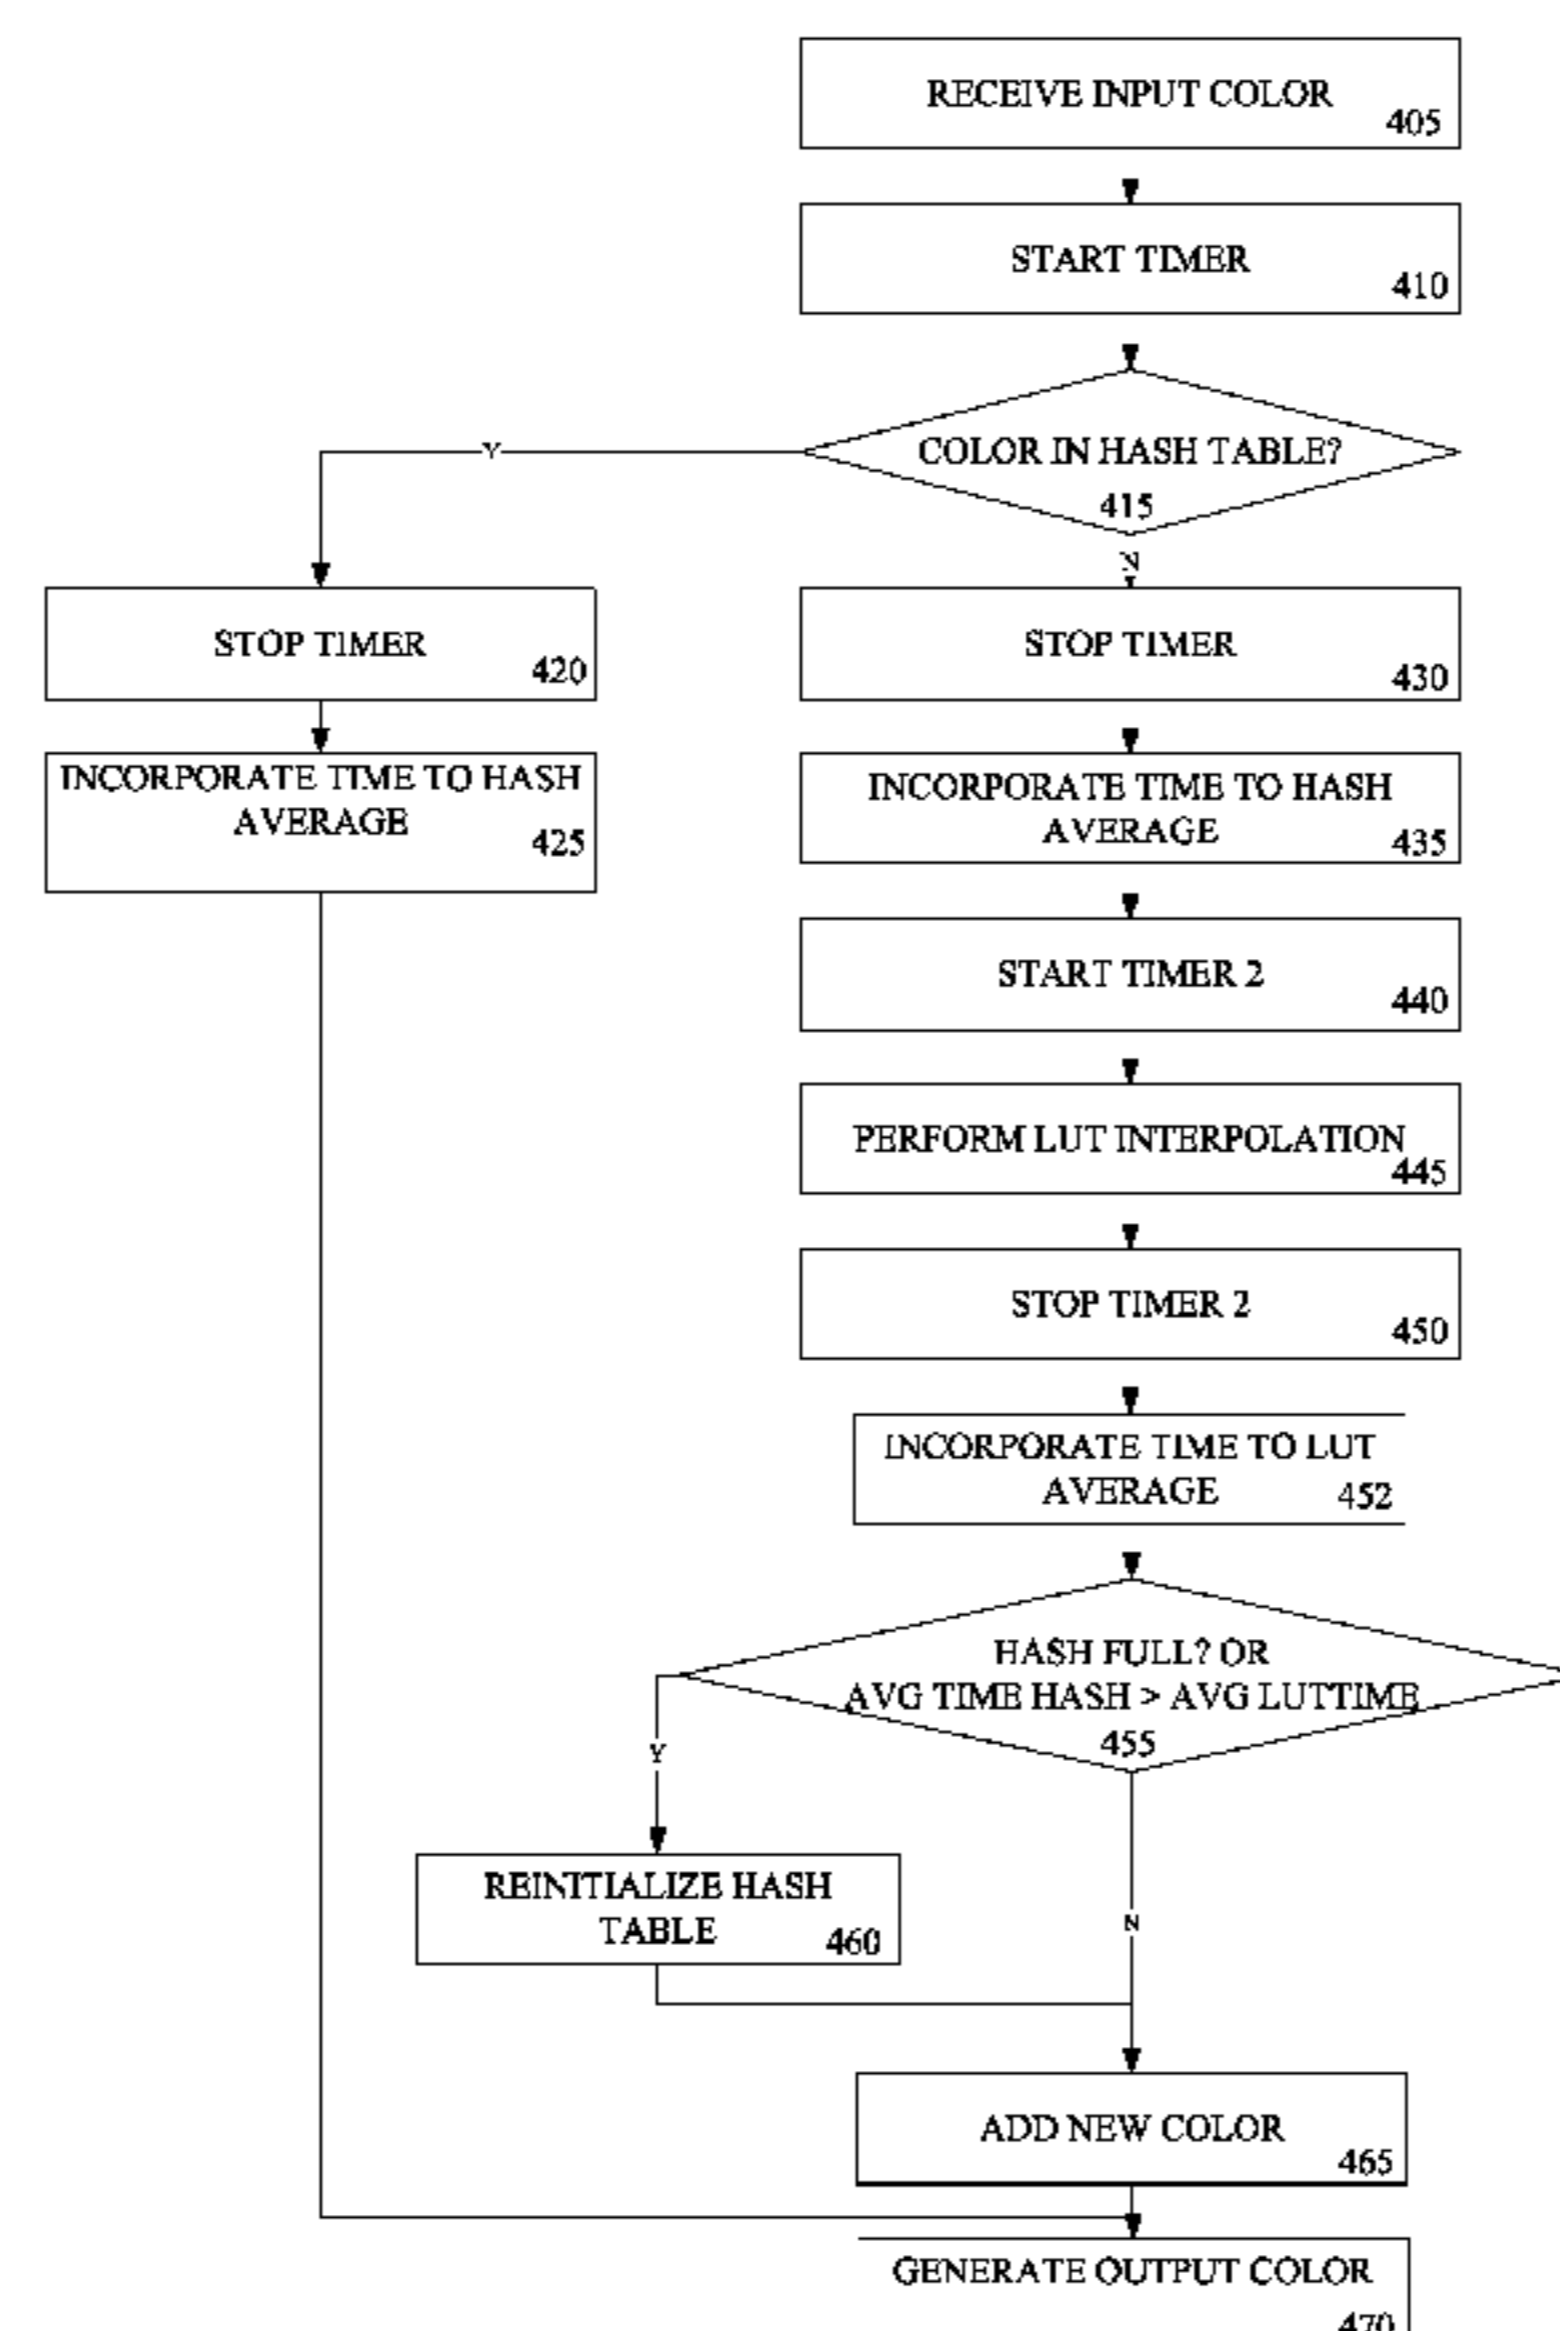 RECEIVE INPUT COLOR
405
START TIMER
410
COLOR IN HASH TABLE?
415
Y
N
STOP TIMER
420
STOP TIMER
430
INCORPORATE TIME TO HASH
AVERAGE
425
INCORPORATE TIME TO HASH
AVERAGE
435
START TIMER 2
440
PERFORM LUT INTERPOLATION
445
STOP TIMER 2
450
INCORPORATE TIME TO LUT
AVERAGE
452
HASH FULL? OR
AVG TIME HASH > AVG LUTTIME
455
Y
REINITIALIZE HASH
TABLE
460
N
ADD NEW COLOR
465
GENERATE OUTPUT COLOR
470